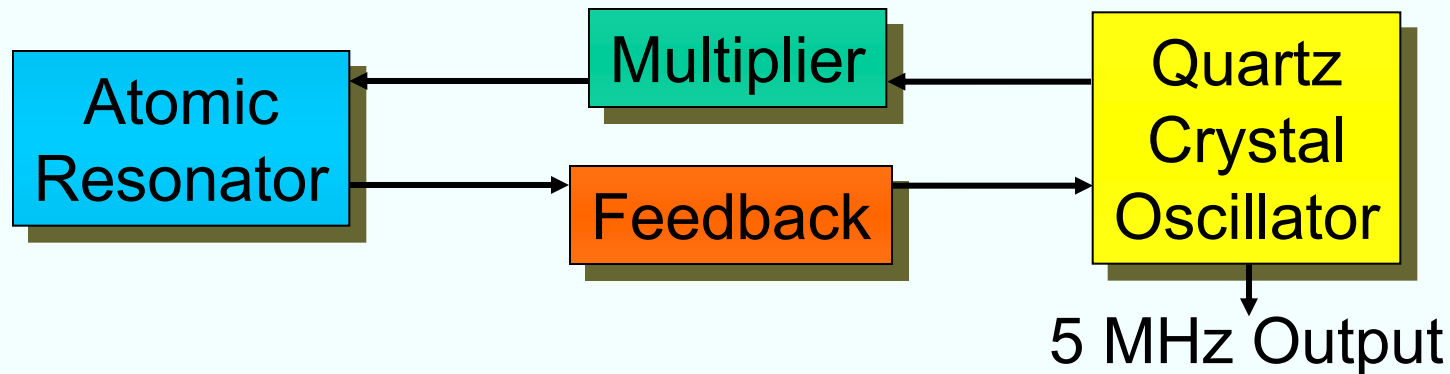 Atomic
Resonator
Multiplier
Feedback
Quartz
Crystal
Oscillator
5 MHz Output